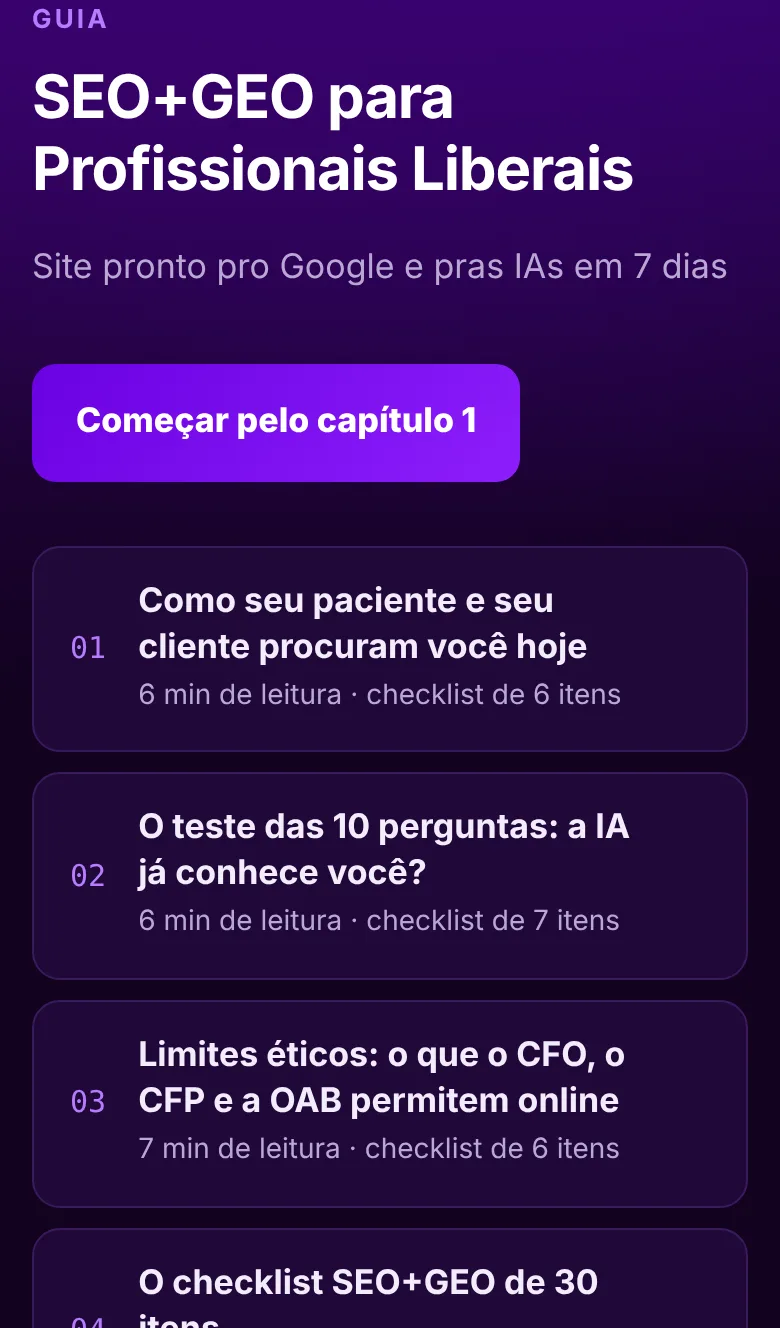 GUIA
SEO+GEO para
Profissionais Liberais
Site pronto pro Google e pras IAs em 7 dias
Começar pelo capítulo 1
01
Como seu paciente e seu
cliente procuram você hoje
6 min de leitura · checklist de 6 itens
02
O teste das 10 perguntas: a IA
já conhece você?
6 min de leitura · checklist de 7 itens
03
Limites éticos: o que o CFO, o
CFP e a OAB permitem online
7 min de leitura · checklist de 6 itens
04
O checklist SEO+GEO de 30
itens